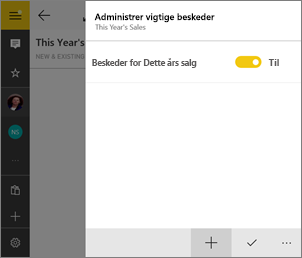 Administrer vigtige beskeder
This Year's Sales
This Year's
NEW & EXISTING
Beskeder for Dette års salg
Til
NS